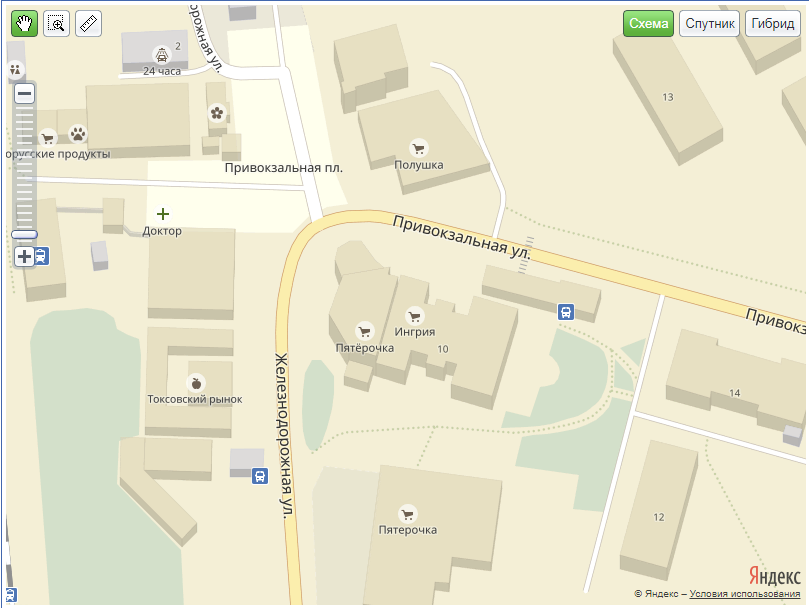 Схема
Спутник
Гибрид
рожная ул.
2
24 часа
13
орусские продукты
Привокзальная пл.
Полушка
Доктор
Привокзальная ул.
Привокз
Ингрия
Пятёрочка
10
Железнодорожная ул.
Токсовский рынок
14
Пятерочка
12
Яндекс
© Яндекс – Условия использования